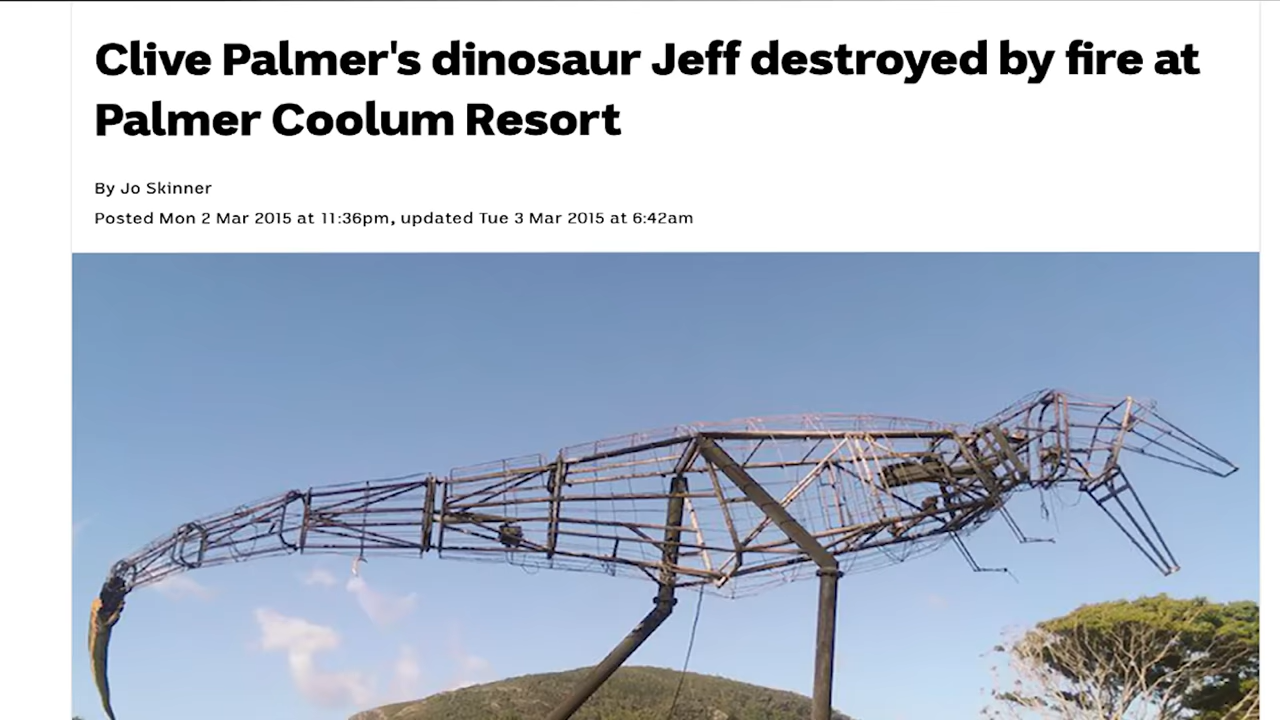 Clive Palmer's dinosaur Jeff destroyed by fire at
Palmer Coolum Resort
By Jo Skinner
Posted Mon 2 Mar 2015 at 11:36pm, updated Tue 3 Mar 2015 at 6:42am